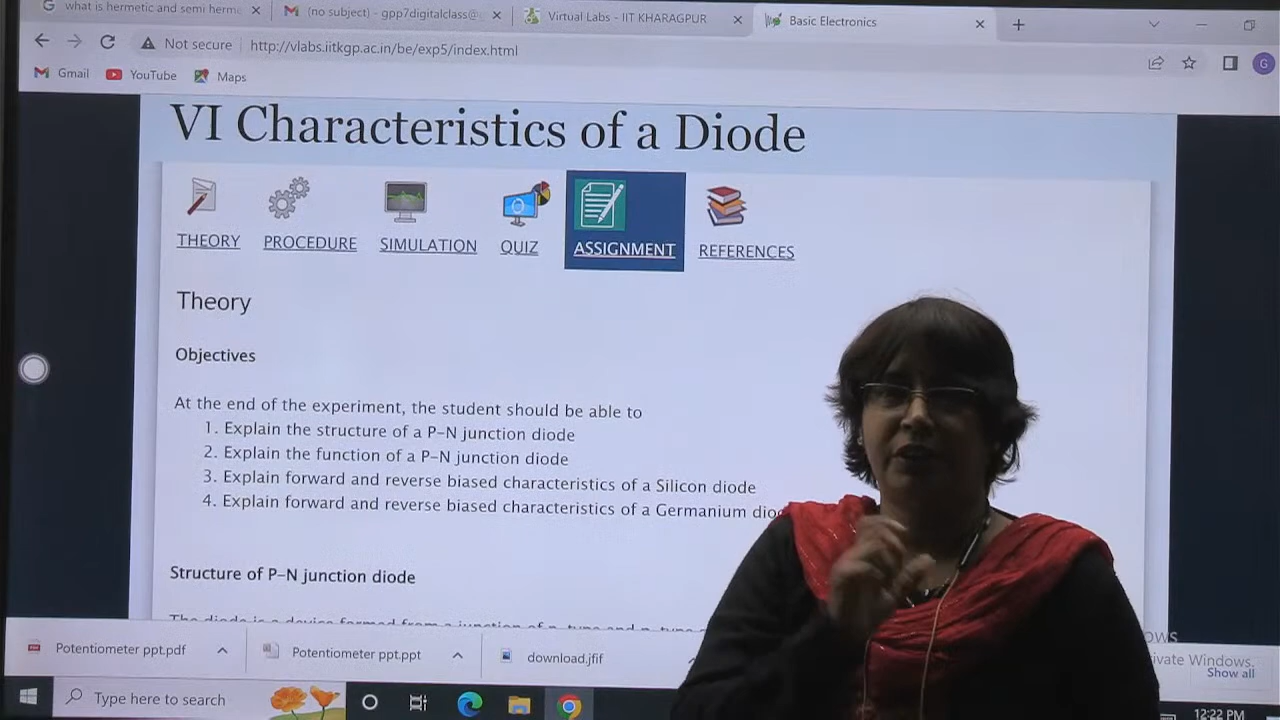 what is hermetic and semi herme
(no subject) - gpp7digitalclass@
Virtual Labs - IIT KHARAGPUR
Basic Electronics
Not secure http://vlabs.iitkgp.ac.in/be/exp5/index.html
Gmail YouTube Maps
G
VI Characteristics of a Diode
THEORY PROCEDURE SIMULATION QUIZ ASSIGNMENT REFERENCES
Theory
Objectives
At the end of the experiment, the student should be able to
1. Explain the structure of a P-N junction diode
2. Explain the function of a P-N junction diode
3. Explain forward and reverse biased characteristics of a Silicon diode
4. Explain forward and reverse biased characteristics of a Germanium
Structure of P-N junction diode
Potentiometer ppt.pdf
Potentiometer ppt.ppt
download.jfif
Windows.
Show all
Type here to search
12:22 PM